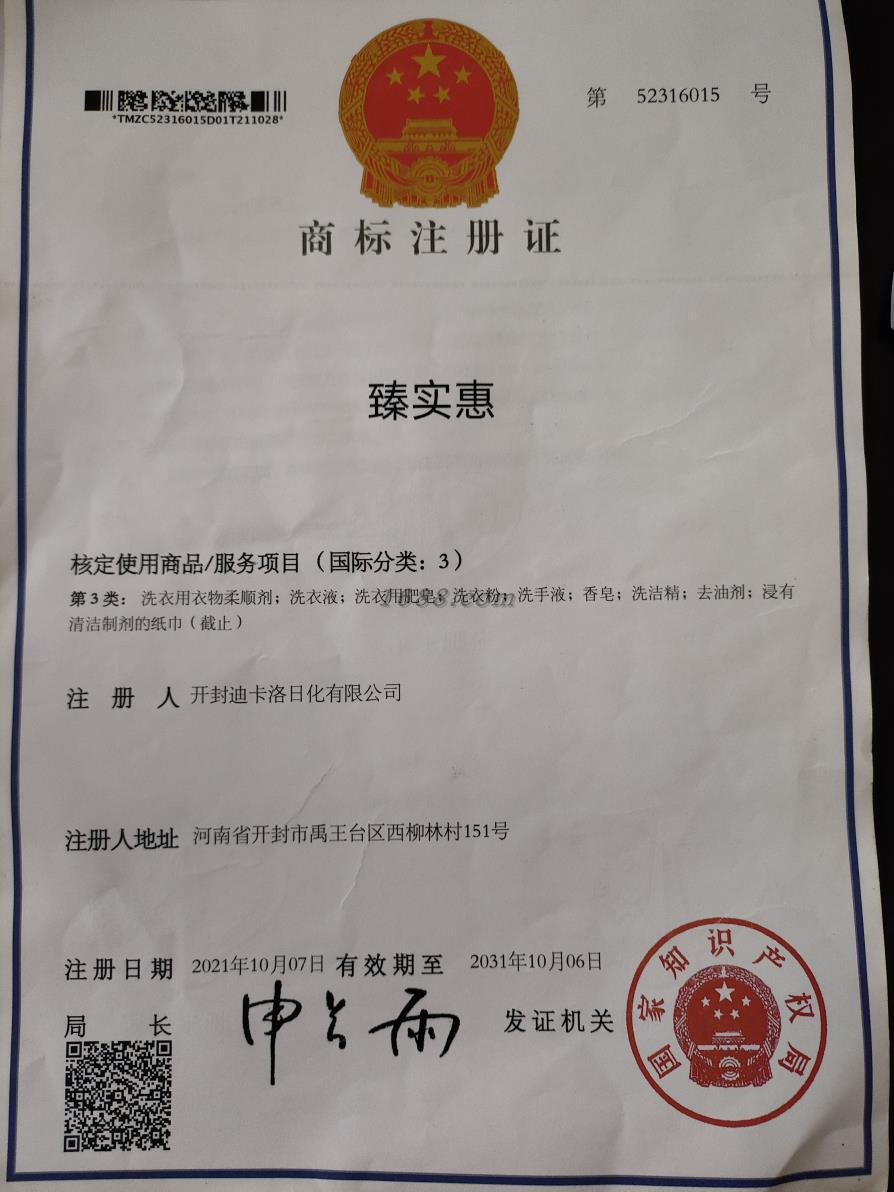 第 52316015 号
*TMZC52316015D01T211028*
商标注册证
臻实惠
核定使用商品/服务项目（国际分类：3）
第3类：洗衣用衣物柔顺剂；洗衣液；洗衣用肥皂；洗衣粉；洗手液；香皂；洗洁精；去油剂；浸有
清洁制剂的纸巾（截止）
1688.com
注册人 开封迪卡洛日化有限公司
注册人地址 河南省开封市禹王台区西柳林村151号
注册日期 2021年10月07日 有效期至 2031年10月06日
局长 申长雨 发证机关
国家知识产权局